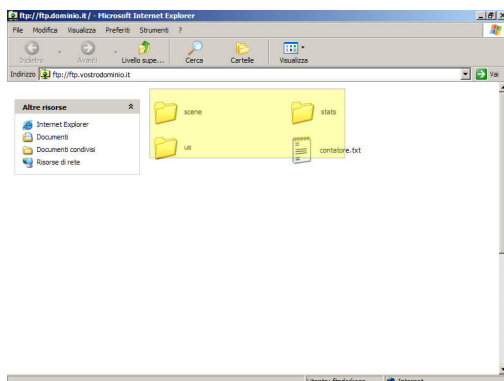 ftp://ftp.dominio.it / - Microsoft Internet Explorer
File Modifica Visualizza Preferiti Strumenti ?
Indietro Avanti Livello supe... Cerca Cartelle Visualizza
Indirizzo ftp://ftp.vostrodominio.it Vai
Altre risorse
Internet Explorer
Documenti
Documenti condivisi
Risorse di rete
scene
stats
us
contatore.txt
Internet